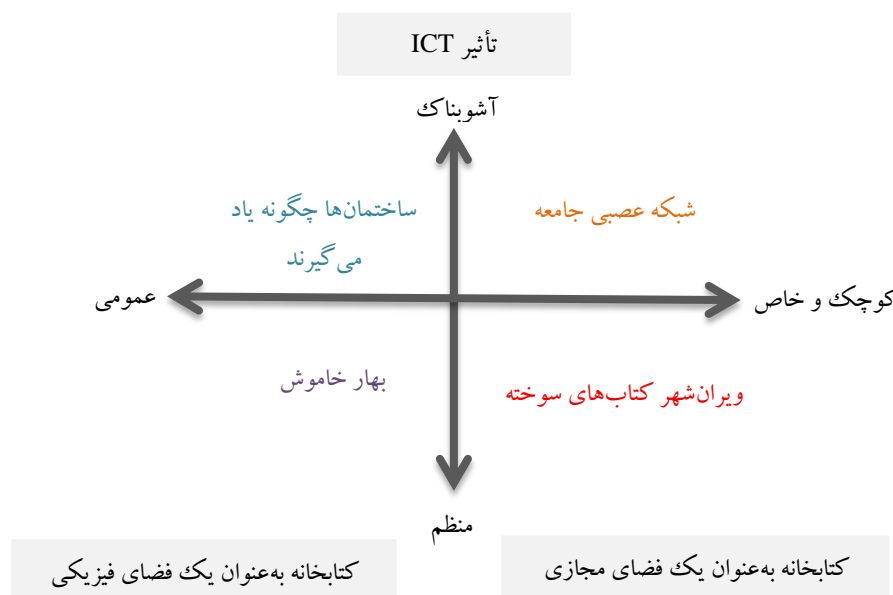 تأثیر ICT
آشوبناک
شبکه عصبی جامعه
ساختمان‌ها چگونه یاد
می‌گیرند
کوچک و خاص
عمومی
بهار خاموش
ویران‌شهر کتاب‌های سوخته
منظم
کتابخانه به‌عنوان یک فضای مجازی
کتابخانه به‌عنوان یک فضای فیزیکی